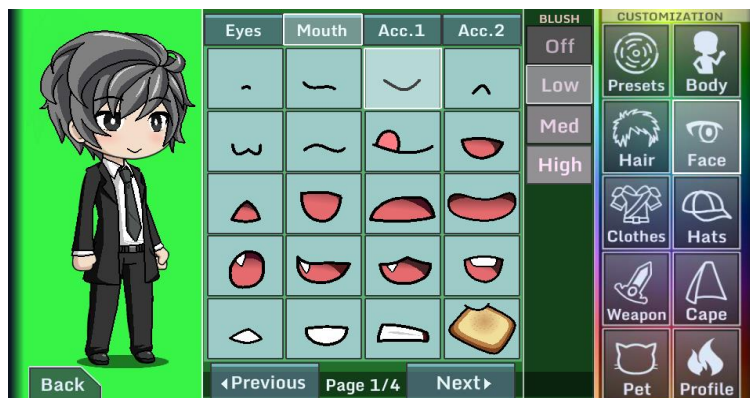 Eyes Mouth Acc.1 Acc.2
BLUSH
Off
Low
Med
High
CUSTOMIZATION
Presets Body
Hair Face
Clothes Hats
Weapon Cape
Pet Profile
Back
Previous Page 1/4 Next